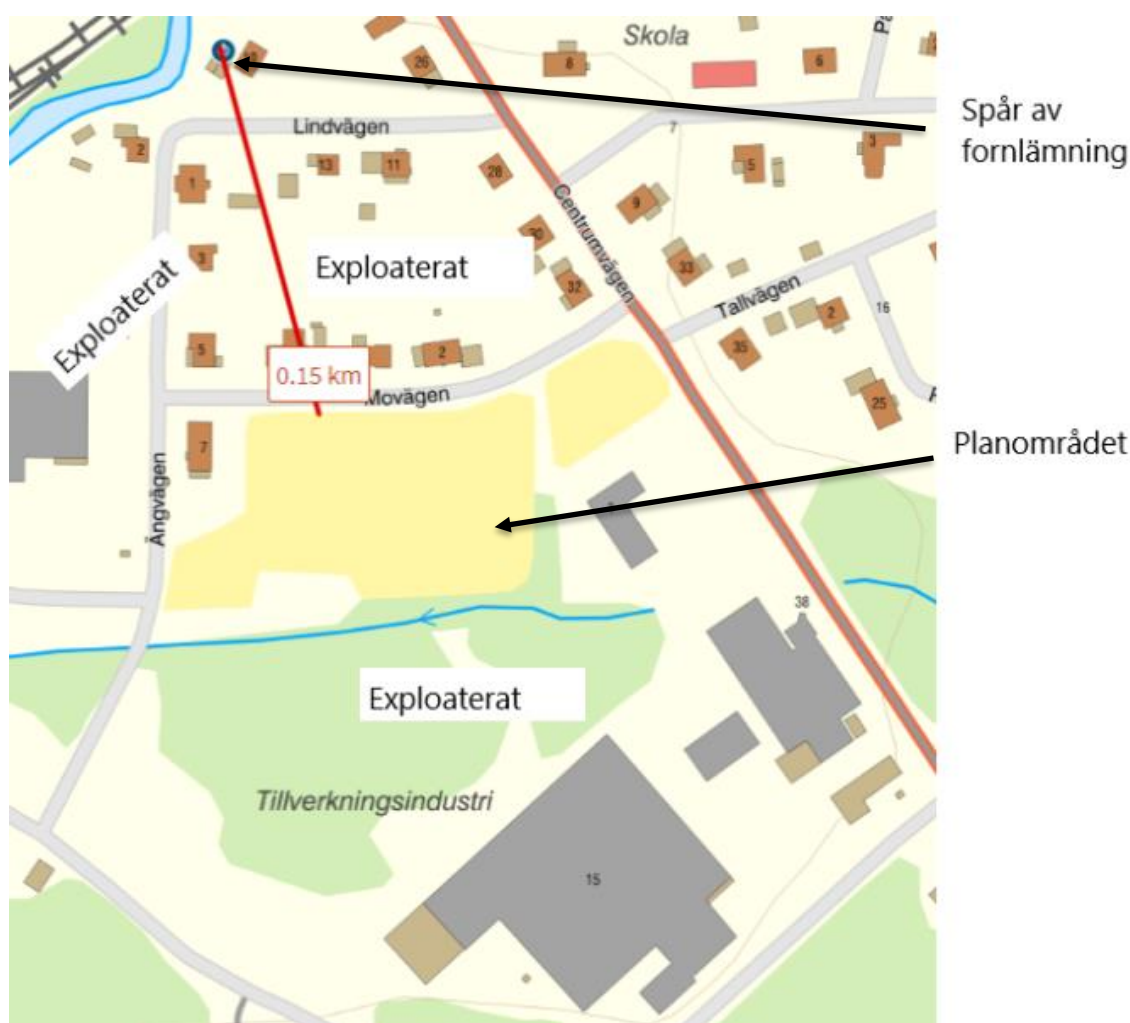 Skola
26
8
6
Spår av
fornlämning
Lindvägen
7
2
13
11
28
5
3
1
9
Centrumvägen
30
3
Exploaterat
33
Exploaterat
32
Tallvägen
2
16
5
2
35
0.15 km
Movägen
25
7
Planområdet
Ängvägen
38
Exploaterat
Tillverkningsindustri
15